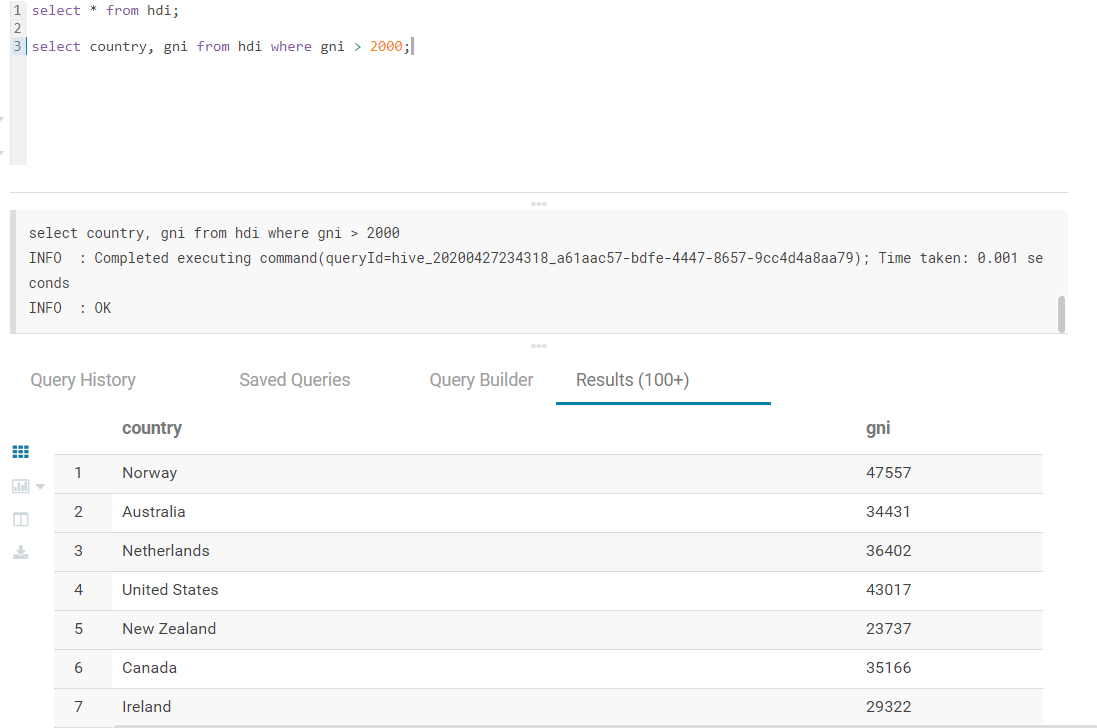 1 select * from hdi;
2
3 select country, gni from hdi where gni > 2000;
select country, gni from hdi where gni > 2000
INFO  : Completed executing command(queryId=hive_20200427234318_a61aac57-bdfe-4447-8657-9cc4d4a8aa79); Time taken: 0.001 se
conds
INFO  : OK
Query History Saved Queries Query Builder Results (100+)
country gni
1 Norway 47557
2 Australia 34431
3 Netherlands 36402
4 United States 43017
5 New Zealand 23737
6 Canada 35166
7 Ireland 29322